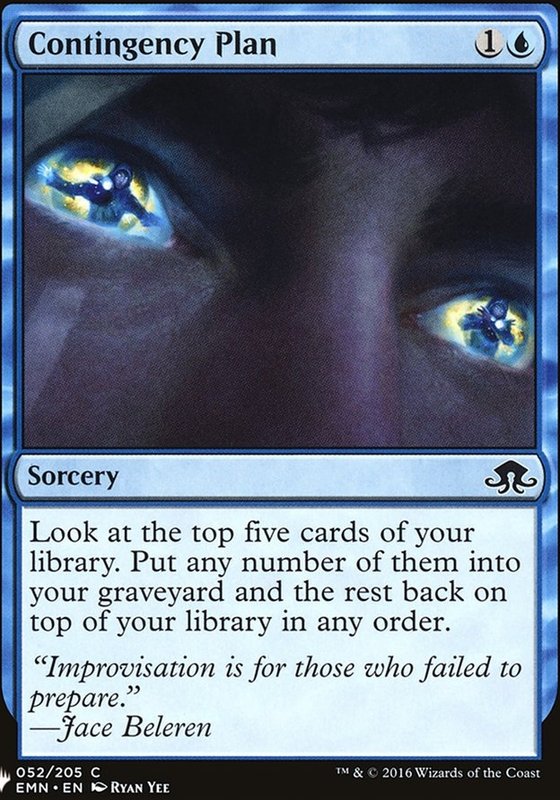 Contingency Plan 1
Sorcery
Look at the top five cards of your
library. Put any number of them into
your graveyard and the rest back on
top of your library in any order.
“Improvisation is for those who failed to
prepare.”
—Jace Beleren
052/205 C
EMN • EN Ryan Yee
™ & © 2016 Wizards of the Coast